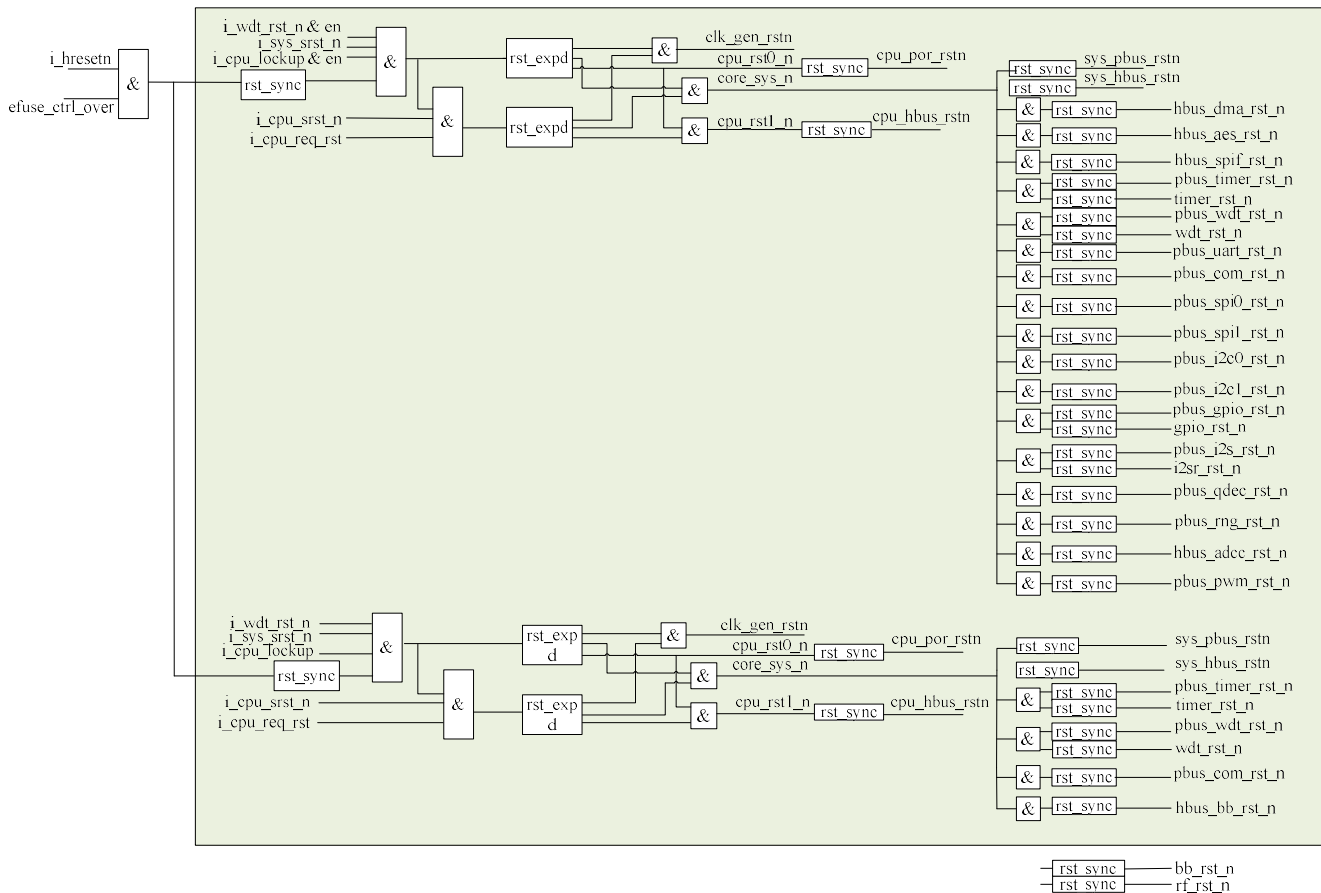 i_hresetn
&
efuse_ctrl_over
i_wdt_rst_n & en
i_sys_srst_n
i_cpu_lockup & en
rst_sync
&
i_cpu_srst_n
i_cpu_req_rst
&
rst_expd
rst_expd
&
clk_gen_rstn
cpu_rst0_n
rst_sync
cpu_por_rstn
&
core_sys_n
&
cpu_rst1_n
rst_sync
cpu_hbus_rstn
rst_sync
sys_pbus_rstn
rst_sync
sys_hbus_rstn
& rst_sync hbus_dma_rst_n
& rst_sync hbus_aes_rst_n
& rst_sync hbus_spif_rst_n
& rst_sync pbus_timer_rst_n
rst_sync timer_rst_n
& rst_sync pbus_wdt_rst_n
rst_sync wdt_rst_n
& rst_sync pbus_uart_rst_n
& rst_sync pbus_com_rst_n
& rst_sync pbus_spi0_rst_n
& rst_sync pbus_spi1_rst_n
& rst_sync pbus_i2c0_rst_n
& rst_sync pbus_i2c1_rst_n
& rst_sync pbus_gpio_rst_n
rst_sync gpio_rst_n
& rst_sync pbus_i2s_rst_n
rst_sync i2sr_rst_n
& rst_sync pbus_qdec_rst_n
& rst_sync pbus_rng_rst_n
& rst_sync hbus_adcc_rst_n
& rst_sync pbus_pwm_rst_n
i_wdt_rst_n
i_sys_srst_n
i_cpu_lockup
rst_sync
&
i_cpu_srst_n
i_cpu_req_rst
&
rst_exp
d
rst_exp
d
&
clk_gen_rstn
cpu_rst0_n
rst_sync
cpu_por_rstn
&
core_sys_n
&
cpu_rst1_n
rst_sync
cpu_hbus_rstn
rst_sync sys_pbus_rstn
rst_sync sys_hbus_rstn
& rst_sync pbus_timer_rst_n
rst_sync timer_rst_n
& rst_sync pbus_wdt_rst_n
rst_sync wdt_rst_n
& rst_sync pbus_com_rst_n
& rst_sync hbus_bb_rst_n
rst_sync bb_rst_n
rst_sync rf_rst_n